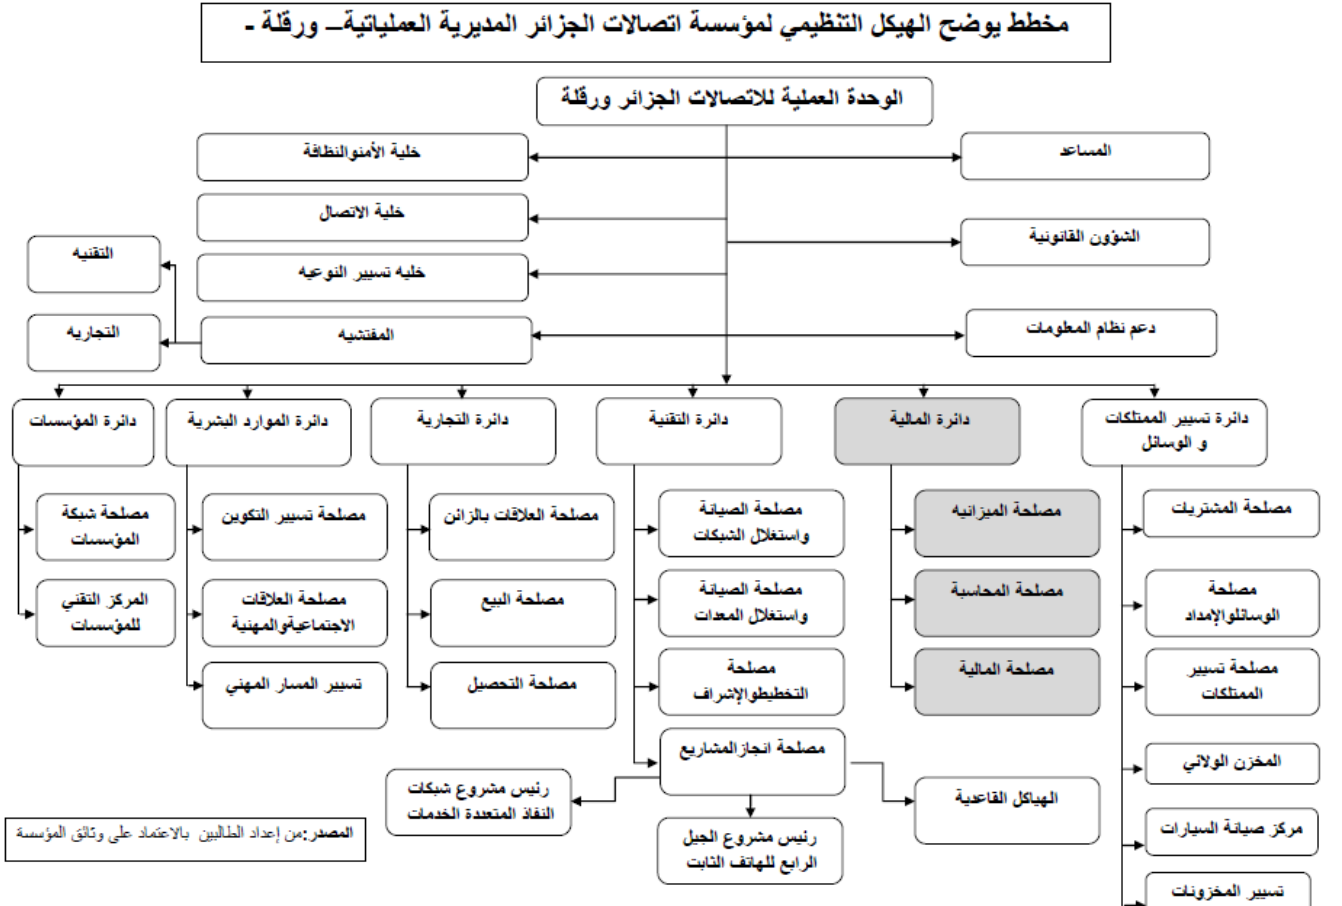 مخطط يوضح الهيكل التنظيمي لمؤسسة اتصالات الجزائر المديرية العملياتية– ورقلة -
الوحدة العملية للاتصالات الجزائر ورقلة
المساعد
خلية الأمنوالنظافة
خلية الاتصال
الشؤون القانونية
التقنيه
خليه تسيير النوعيه
دعم نظام المعلومات
المفتشيه
التجاريه
دائرة تسيير الممتلكات
و الوسائل
دائرة المالية
دائرة التقنية
دائرة التجارية
دائرة الموارد البشرية
دائرة المؤسسات
مصلحة المشتريات
مصلحة الميزانيه
مصلحة الصيانة
واستغلال الشبكات
مصلحة العلاقات بالزائن
مصلحة تسيير التكوين
مصلحة شبكة
المؤسسات
مصلحة
الوسائلوالإمداد
مصلحة المحاسبة
مصلحة الصيانة
واستغلال المعدات
مصلحة البيع
مصلحة العلاقات
الاجتماعيةوالمهنية
المركز التقني
للمؤسسات
مصلحة تسيير
الممتلكات
مصلحة المالية
مصلحة
التخطيطوالإشراف
مصلحة التحصيل
تسيير المسار المهني
المخزن الولائي
مصلحة انجازالمشاريع
الهياكل القاعدية
رئيس مشروع شبكات
النفاذ المتعددة الخدمات
مركز صيانة السيارات
رئيس مشروع الجيل
الرابع للهاتف الثابت
المصدر:من إعداد الطالبين بالاعتماد على وثائق المؤسسة
تسيير المخزونات